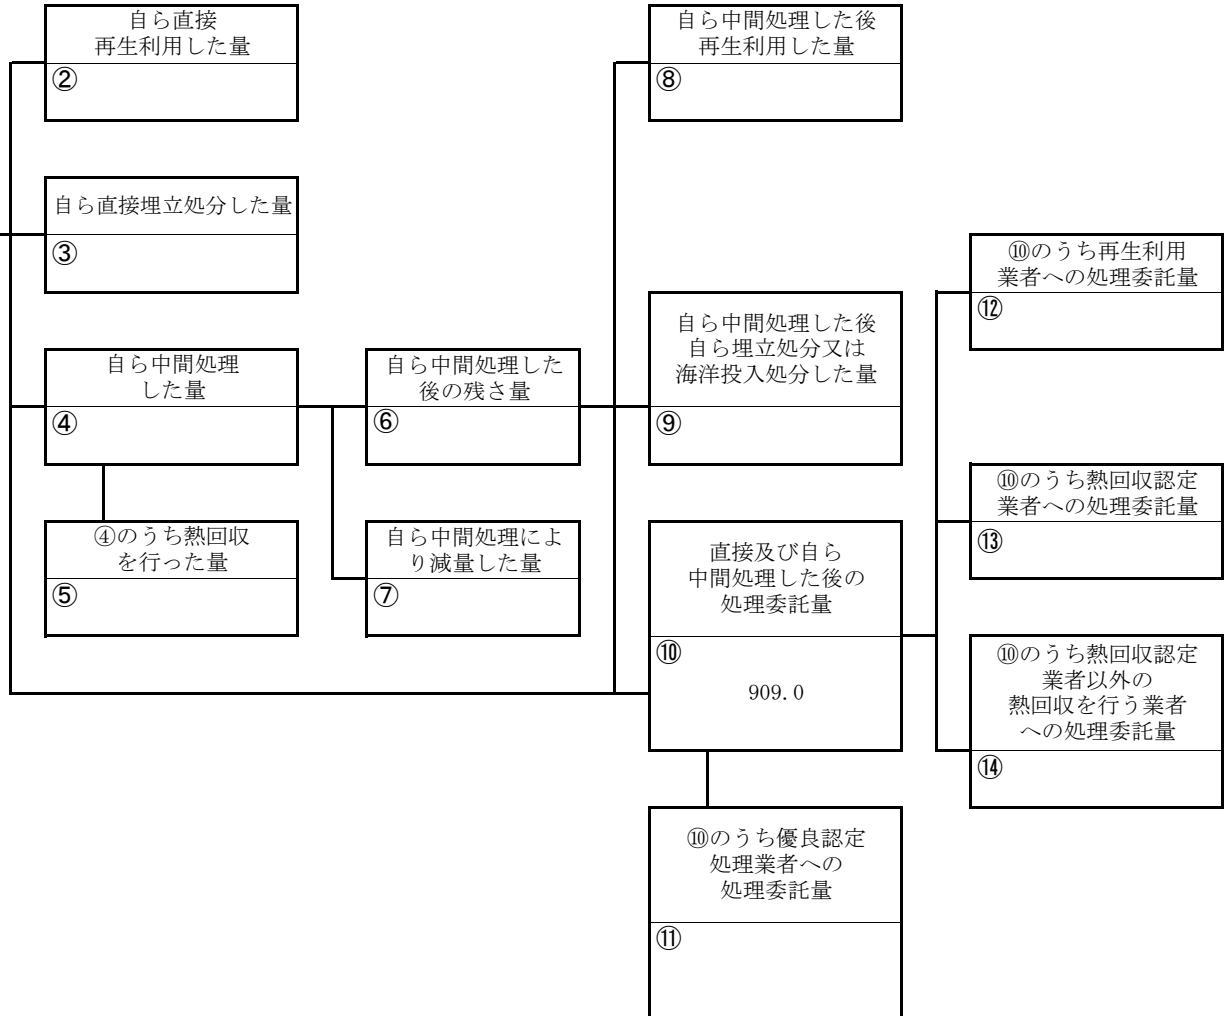 自ら直接
再生利用した量
②
自ら直接埋立処分した量
③
自ら中間処理
した量
④
④のうち熱回収
を行った量
⑤
自ら中間処理した
後の残さ量
⑥
自ら中間処理によ
り減量した量
⑦
自ら中間処理した後
再生利用した量
⑧
自ら中間処理した後
自ら埋立処分又は
海洋投入処分した量
⑨
直接及び自ら
中間処理した後の
処理委託量
⑩
909.0
⑩のうち優良認定
処理業者への
処理委託量
⑪
⑩のうち再生利用
業者への処理委託量
⑫
⑩のうち熱回収認定
業者への処理委託量
⑬
⑩のうち熱回収認定
業者以外の
熱回収を行う業者
への処理委託量
⑭